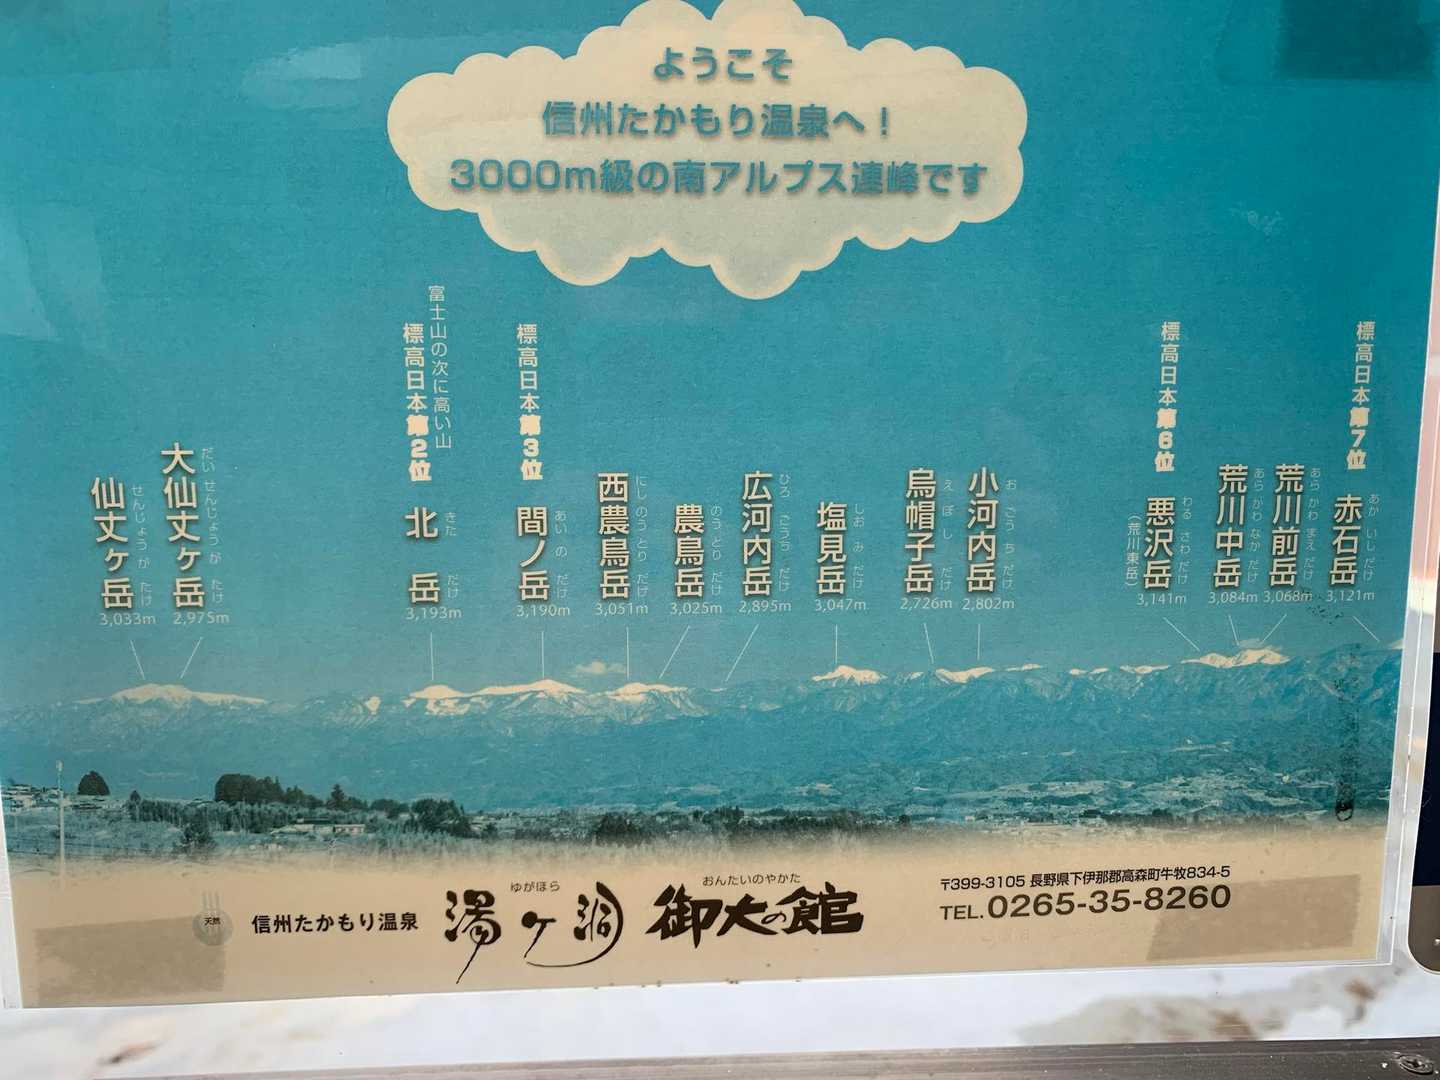 ようこそ
信州たかもり温泉へ！
3000m級の南アルプス連峰です
せんじょう が たけ
仙丈ヶ岳
3,033m
だい せんじょう が たけ
大仙丈ヶ岳
2,975m
富士山の次に高い山
標高日本第2位
きた だけ
北岳
3,193m
標高日本第3位
あい の だけ
間ノ岳
3,190m
にし のう とり だけ
西農鳥岳
3,051m
のう とり だけ
農鳥岳
3,025m
ひろ ごうち だけ
広河内岳
2,895m
しお み だけ
塩見岳
3,047m
え ぼ し だけ
烏帽子岳
2,726m
お ごう ち だけ
小河内岳
2,802m
標高日本第6位
わる さわ だけ
悪沢岳
（荒川東岳）
3,141m
あら かわ なか だけ
荒川中岳
3,084m
あら かわ まえ だけ
荒川前岳
3,068m
標高日本第7位
あか いし だけ
赤石岳
3,121m
天然
信州たかもり温泉
ゆがほら
湯ヶ洞
おんたいのやかた
御大の館
〒399-3105 長野県下伊那郡高森町牛牧834-5
TEL.0265-35-8260